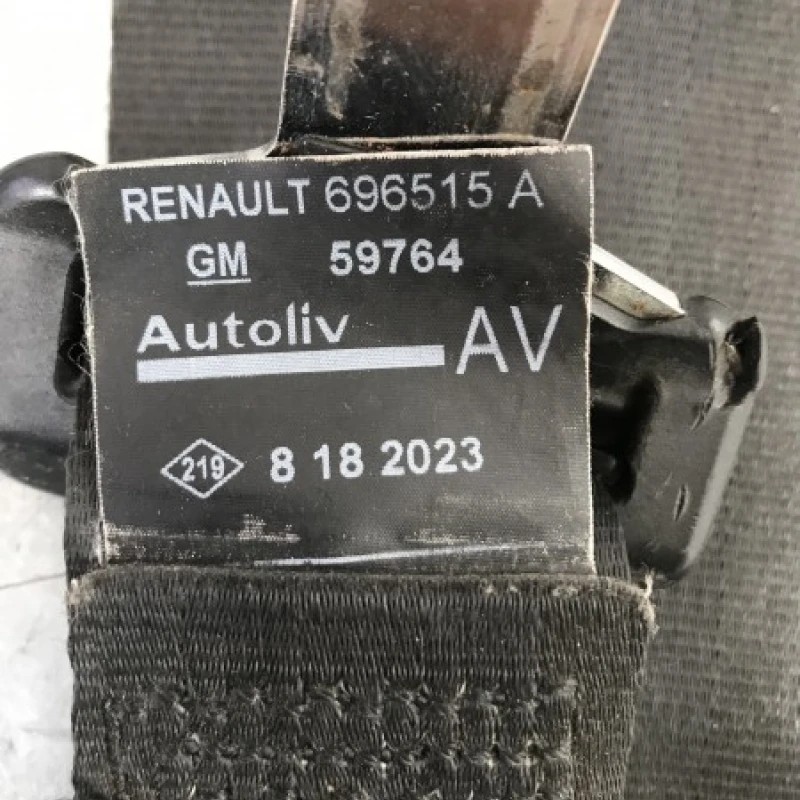 RENAULT 696515 A
GM 59764
Autoliv AV
219 8 18 2023